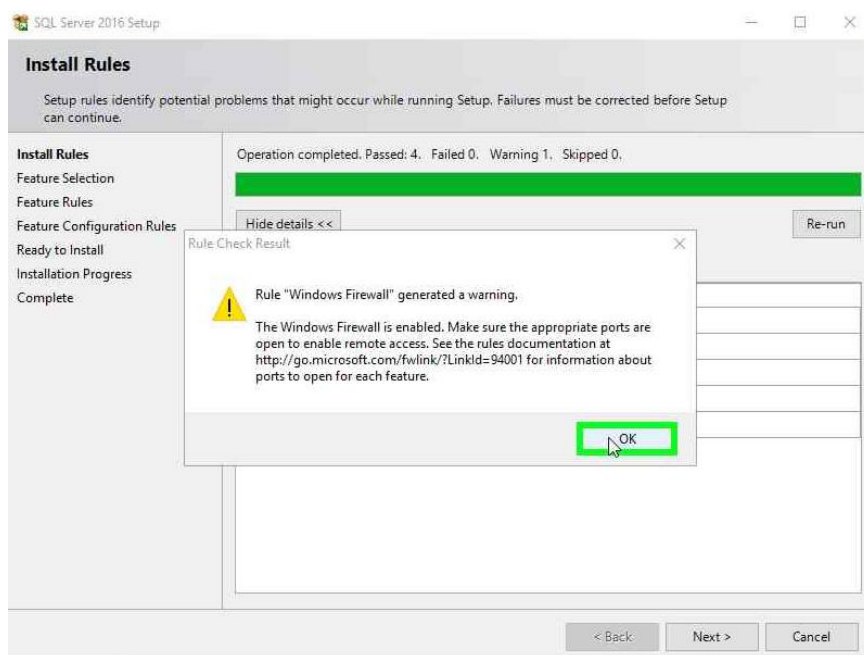 SQL Server 2016 Setup
Install Rules
Setup rules identify potential problems that might occur while running Setup. Failures must be corrected before Setup
can continue.
Install Rules
Feature Selection
Feature Rules
Feature Configuration Rules
Ready to Install
Installation Progress
Complete
Operation completed. Passed: 4. Failed 0. Warning 1. Skipped 0.
Hide details <<
Re-run
Rule Check Result
Rule "Windows Firewall" generated a warning.
The Windows Firewall is enabled. Make sure the appropriate ports are
open to enable remote access. See the rules documentation at
http://go.microsoft.com/fwlink/?LinkId=94001 for information about
ports to open for each feature.
OK
< Back
Next >
Cancel